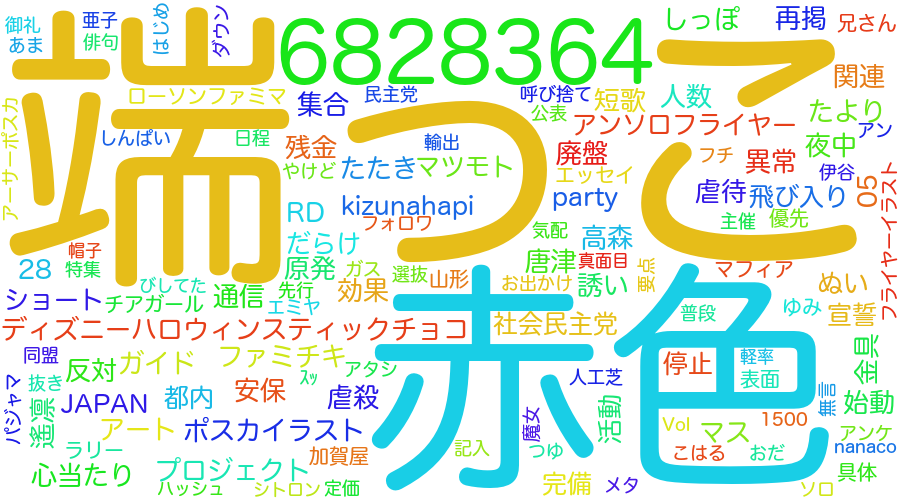 御礼
亜子
はじめ
ダウン
6828364
しっぽ
再掲
兄さん
あま
俳句
端っこ
ローソンファミマ
集合
民主党
呼び捨て
短歌
人数
関連
アーサーポスカ
しんぱい
日程
残金
輸出
公表
アンソロフライヤー
たより
アン
やけど
たたき
マツモト
廃盤
フチ
異常
夜中
伊谷
エッセイ
虐待
飛び入り
05
RD
kizunahapi
party
フォロワ
主催
優先
フライヤーイラスト
帽子
だらけ
気配
高森
28
特集
原発
ガス
選抜
山形
唐津
真面目
マフィア
びしてた
お出かけ
誘い
要点
ぬい
ショート
チアガール
通信
先行
効果
エミヤ
赤色
普段
ゆみ
宣誓
ディズニーハロウィンスティックチョコ
社会民主党
同盟
反対
ガイド
ファミチキ
アタシ
停止
軽率
表面
金具
パジャマ
抜き
遙凛
JAPAN
都内
安保
ｽｯ
虐殺
人工芝
無言
始動
アート
ポスカイラスト
魔女
活動
Vol
マス
1500
アンケ
ラリー
加賀屋
記入
つゆ
こはる
おだ
nanaco
心当たり
プロジェクト
具体
ハッシュ
シトロン
定価
完備
メタ
ソロ